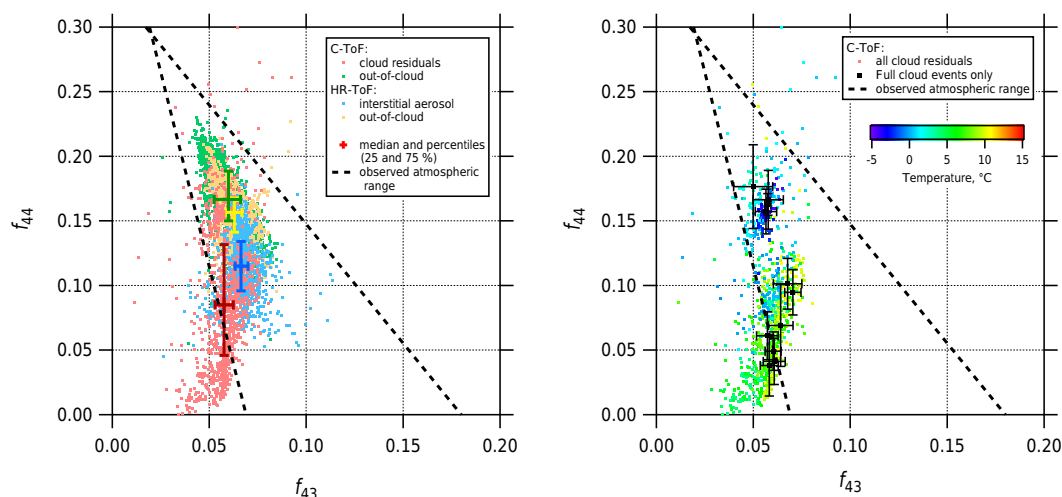 0.30
0.25
0.20
0.15
0.10
0.05
0.00
f44
0.00
0.05
0.10
0.15
0.20
f43
C-ToF:
cloud residuals
out-of-cloud
HR-ToF:
interstitial aerosol
out-of-cloud
median and percentiles
(25 and 75 %)
observed atmospheric
range
0.30
0.25
0.20
0.15
0.10
0.05
0.00
f44
0.00
0.05
0.10
0.15
0.20
f43
C-ToF:
all cloud residuals
Full cloud events only
observed atmospheric range
-5 0 5 10 15
Temperature, °C